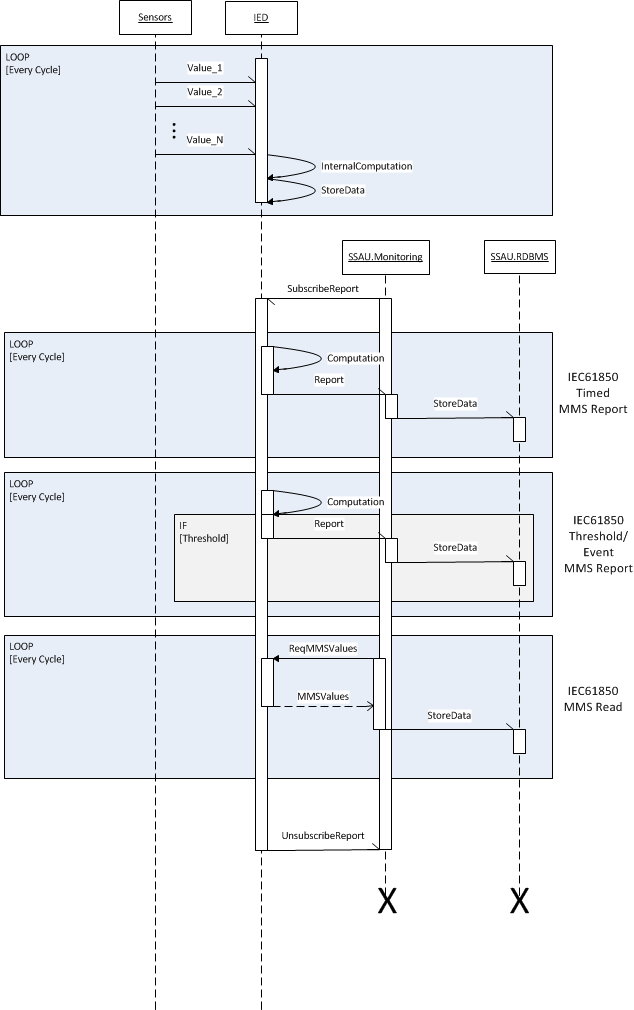 Sensors
IED
LOOP
[Every Cycle]
Value_1
Value_2
Value_N
InternalComputation
StoreData
SSAU.Monitoring
SSAU.RDBMS
SubscribeReport
LOOP
[Every Cycle]
Computation
Report
StoreData
IEC61850
Timed
MMS Report
LOOP
[Every Cycle]
Computation
IF
[Threshold]
Report
StoreData
IEC61850
Threshold/
Event
MMS Report
LOOP
[Every Cycle]
ReqMMSValues
MMSValues
StoreData
IEC61850
MMS Read
UnsubscribeReport
X
X